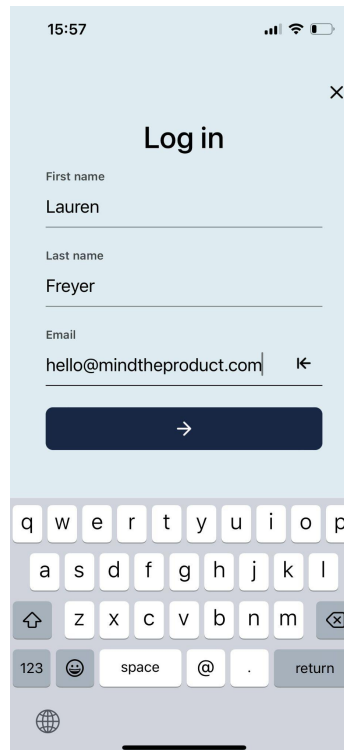 15:57
Log in
First name
Lauren
Last name
Freyer
Email
hello@mindtheproduct.com
q w e r t y u i o p
a s d f g h j k l
z x c v b n m
123 space @ . return